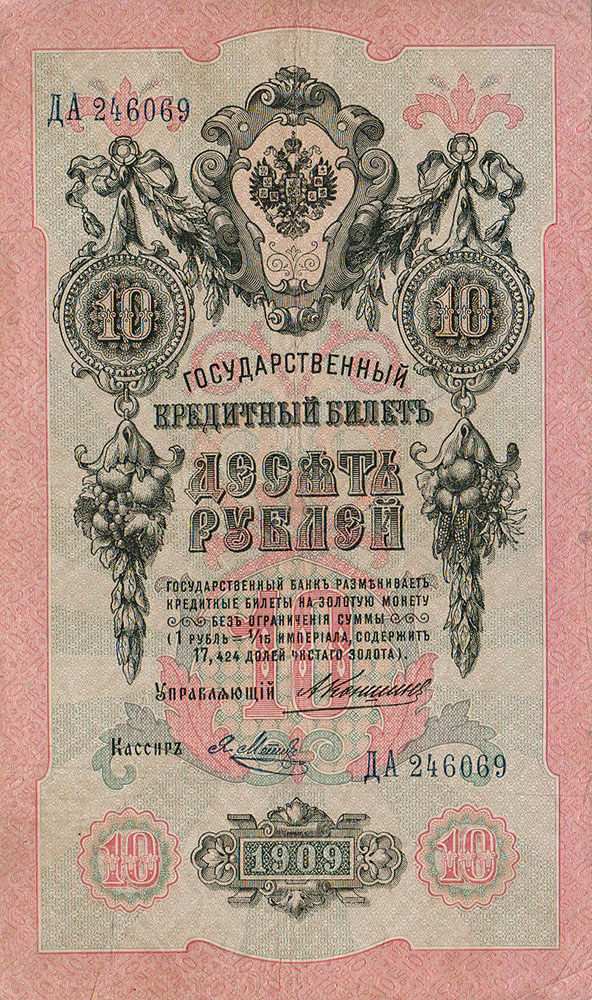 ДА 246069
10 10
ГОСУДАРСТВЕННЫЙ
КРЕДИТНЫЙ БИЛЕТЪ
ДЕСЯТЬ
РУБЛЕЙ
ГОСУДАРСТВЕННЫЙ БАНКЪ РАЗМѢНИВАЕТЪ
КРЕДИТНЫЕ БИЛЕТЫ НА ЗОЛОТУЮ МОНЕТУ
БЕЗЪ ОГРАНИЧЕНІЯ СУММЫ
(1 РУБЛЬ = 1/15 ИМПЕРІАЛА, СОДЕРЖИТЪ
17,424 ДОЛЕЙ ЧИСТАГО ЗОЛОТА).
10
УПРАВЛЯЮЩІЙ
КАССИРЪ
ДА 246069
10 1909 10